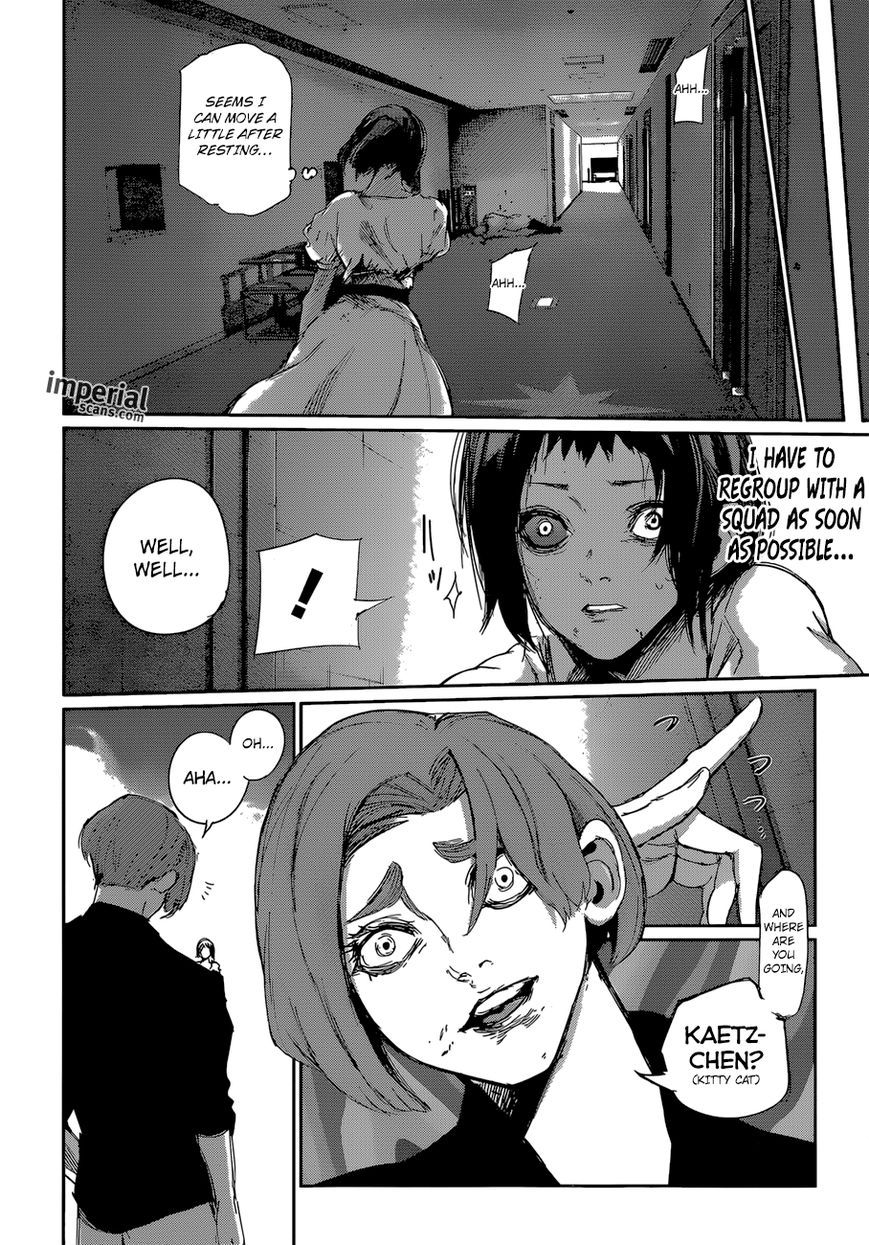 AHH...
SEEMS I
CAN MOVE A
LITTLE AFTER
RESTING...
AHH...
imperial
scans.com
I HAVE TO
REGROUP WITH A
SQUAD AS SOON
AS POSSIBLE...
!
WELL,
WELL...
OH...
AHA...
AND
WHERE
ARE
YOU
GOING,
KAETZ-
CHEN?
(KITTY CAT)